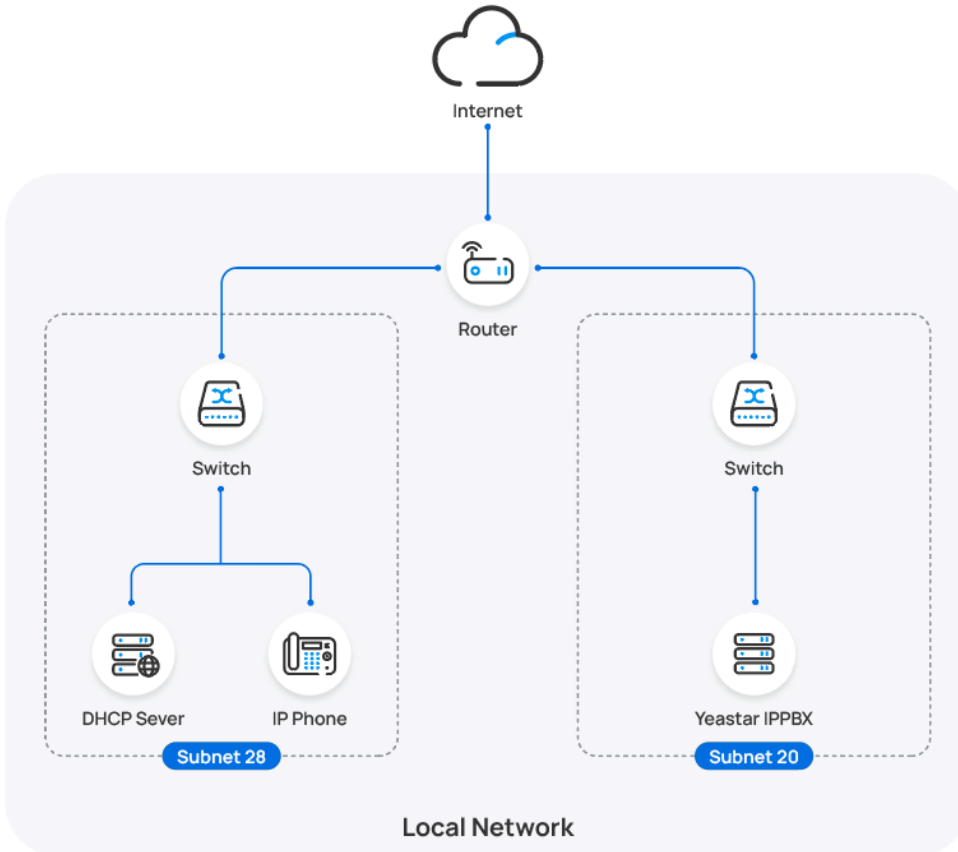 Internet
Router
Switch
Switch
DHCP Sever
IP Phone
Yeastar IPPBX
Subnet 28
Subnet 20
Local Network